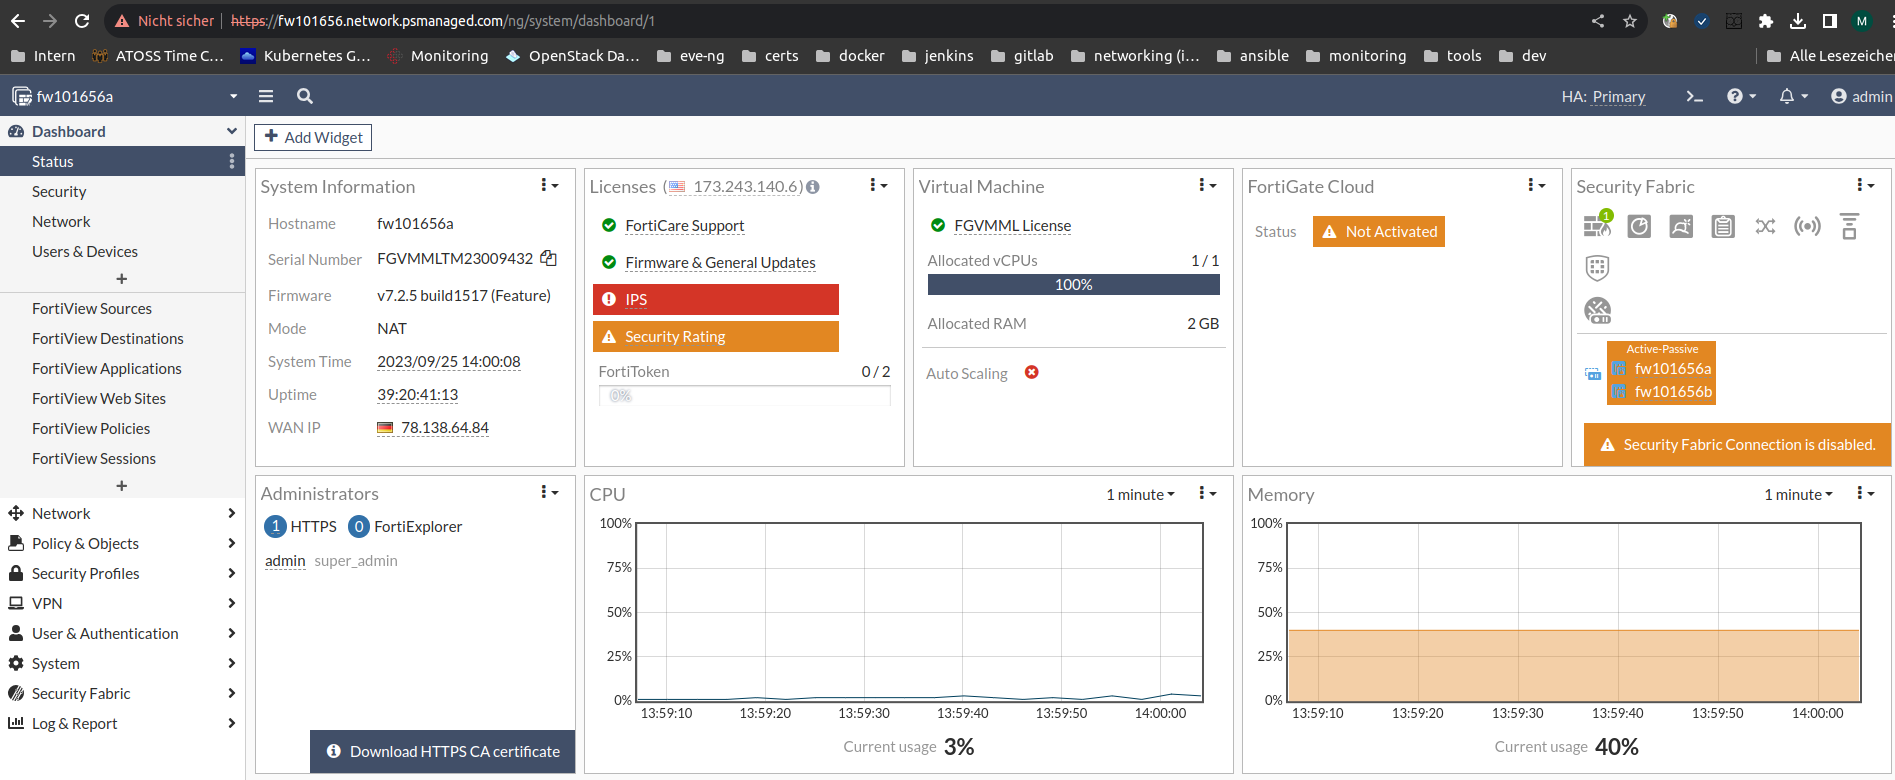 Nicht sicher https://fw101656.network.psmanaged.com/ng/system/dashboard/1
M
Intern
ATOSS Time C...
Kubernetes G...
Monitoring
OpenStack Da...
eve-ng
certs
docker
jenkins
gitlab
networking (i...
ansible
monitoring
tools
dev
Alle Lesezeichen
fw101656a
HA: Primary
>_
?
admin
Dashboard
Status
Security
Network
Users & Devices
+
FortiView Sources
FortiView Destinations
FortiView Applications
FortiView Web Sites
FortiView Policies
FortiView Sessions
+
Network
Policy & Objects
Security Profiles
VPN
User & Authentication
System
Security Fabric
Log & Report
+ Add Widget
System Information
Hostname fw101656a
Serial Number FGVMMLTM23009432
Firmware v7.2.5 build1517 (Feature)
Mode NAT
System Time 2023/09/25 14:00:08
Uptime 39:20:41:13
WAN IP 78.138.64.84
Licenses (173.243.140.6)
FortiCare Support
Firmware & General Updates
IPS
Security Rating
FortiToken 0 / 2
0%
Virtual Machine
FGVMML License
Allocated vCPUs 1 / 1
100%
Allocated RAM 2 GB
Auto Scaling
FortiGate Cloud
Status Not Activated
Security Fabric
1
Active-Passive
fw101656a
fw101656b
Security Fabric Connection is disabled.
Administrators
1 HTTPS 0 FortiExplorer
admin super_admin
Download HTTPS CA certificate
CPU
1 minute
100%
75%
50%
25%
0%
13:59:10 13:59:20 13:59:30 13:59:40 13:59:50 14:00:00
Current usage 3%
Memory
1 minute
100%
75%
50%
25%
0%
13:59:10 13:59:20 13:59:30 13:59:40 13:59:50 14:00:00
Current usage 40%